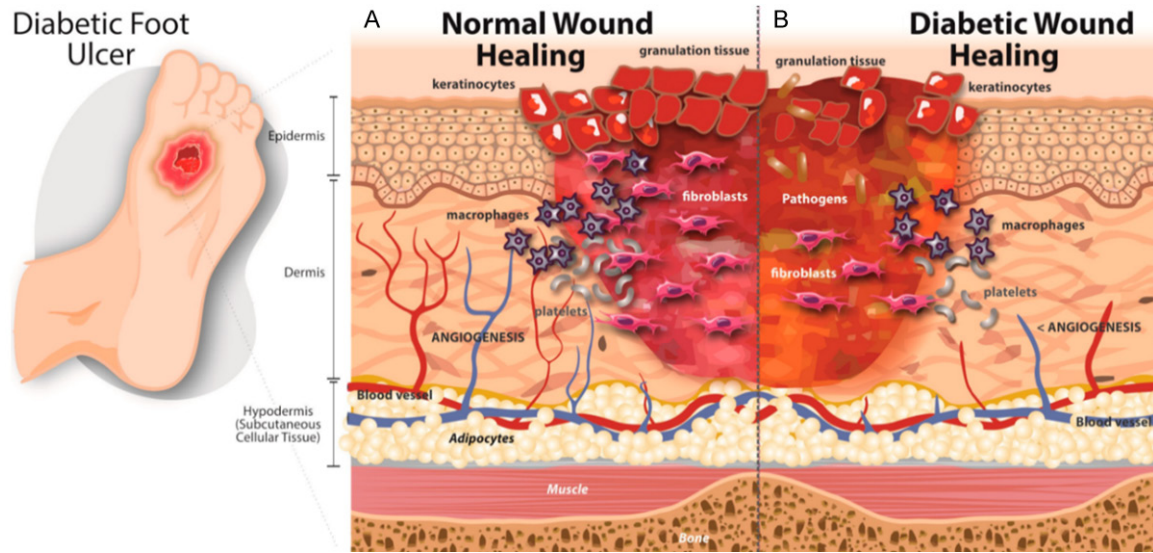 Diabetic Foot
Ulcer
Epidermis
Dermis
Hypodermis
(Subcutaneous
Cellular Tissue)
A
Normal Wound
Healing
granulation tissue
keratinocytes
macrophages
fibroblasts
platelets
ANGIOGENESIS
Blood vessel
Adipocytes
Muscle
Bone
B
Diabetic Wound
Healing
granulation tissue
keratinocytes
Pathogens
macrophages
fibroblasts
platelets
< ANGIOGENESIS
Blood vessel